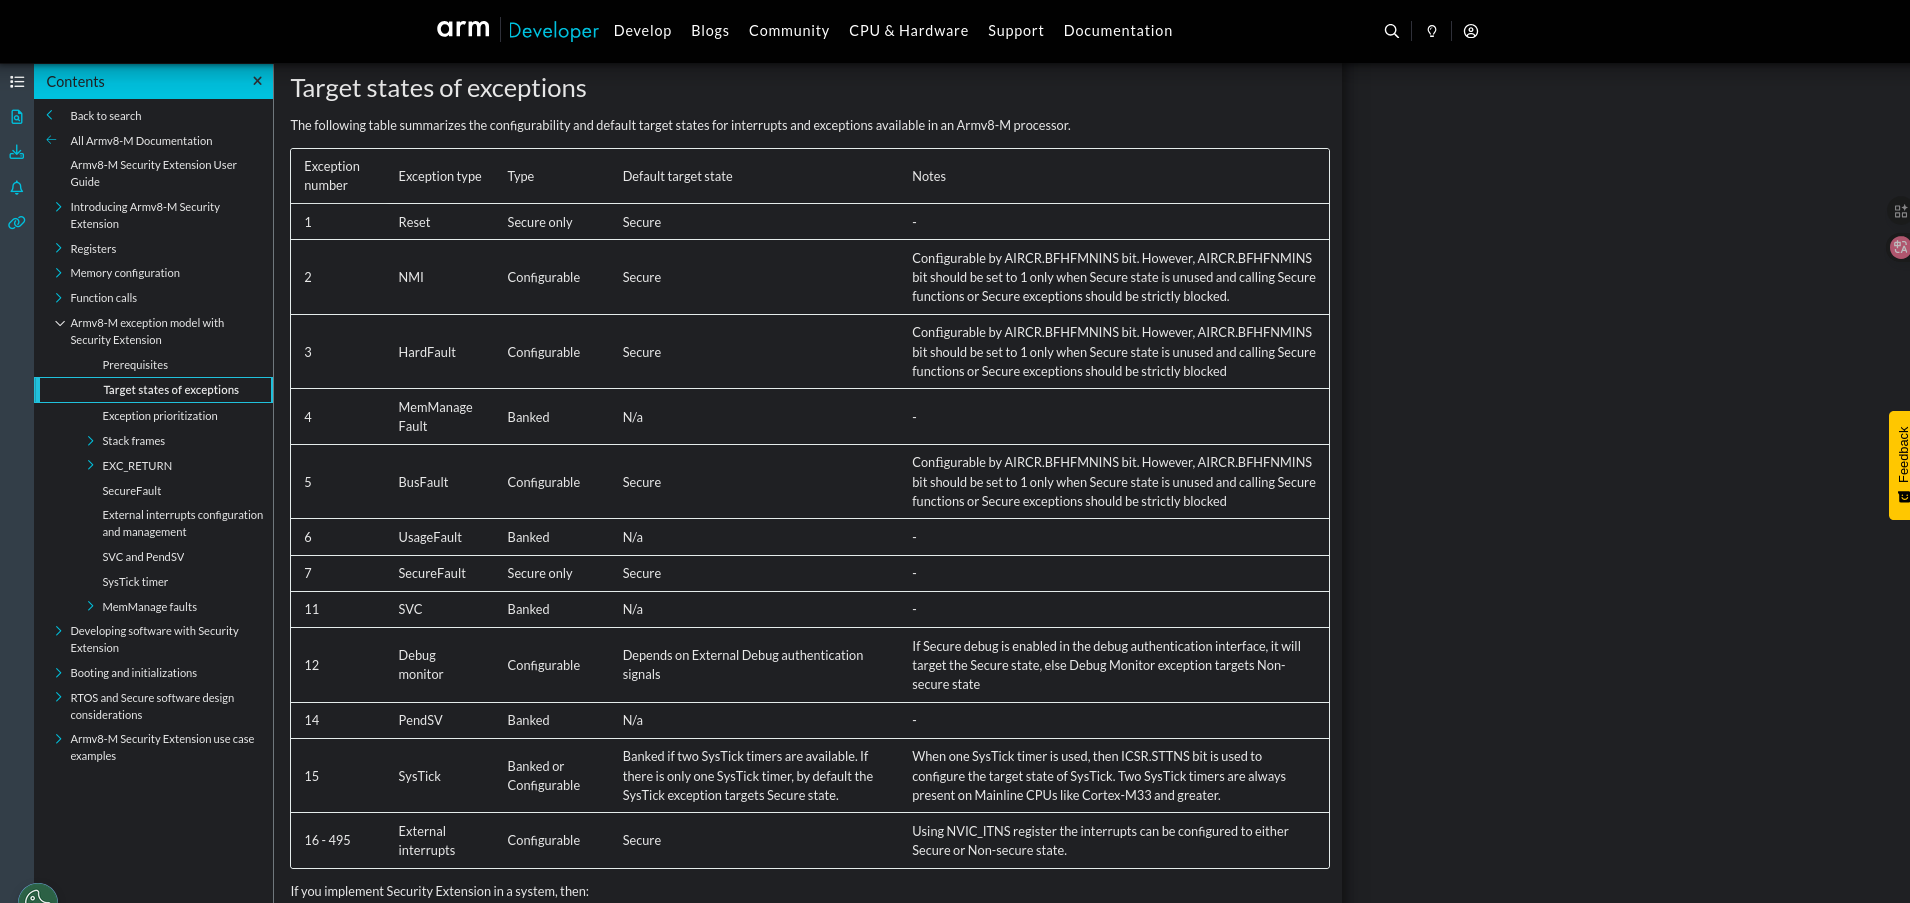 arm Developer Develop Blogs Community CPU & Hardware Support Documentation
Contents
Back to search
All Armv8-M Documentation
Armv8-M Security Extension User
Guide
Introducing Armv8-M Security
Extension
Registers
Memory configuration
Function calls
Armv8-M exception model with
Security Extension
Prerequisites
Target states of exceptions
Exception prioritization
Stack frames
EXC_RETURN
SecureFault
External interrupts configuration
and management
SVC and PendSV
SysTick timer
MemManage faults
Developing software with Security
Extension
Booting and initializations
RTOS and Secure software design
considerations
Armv8-M Security Extension use case
examples
Target states of exceptions
The following table summarizes the configurability and default target states for interrupts and exceptions available in an Armv8-M processor.
Exception
number
Exception type
Type
Default target state
Notes
1
Reset
Secure only
Secure
-
2
NMI
Configurable
Secure
Configurable by AIRCR.BFHFMNINS bit. However, AIRCR.BFHFNMINS
bit should be set to 1 only when Secure state is unused and calling Secure
functions or Secure exceptions should be strictly blocked.
3
HardFault
Configurable
Secure
Configurable by AIRCR.BFHFMNINS bit. However, AIRCR.BFHFNMINS
bit should be set to 1 only when Secure state is unused and calling Secure
functions or Secure exceptions should be strictly blocked
4
MemManage
Fault
Banked
N/a
-
5
BusFault
Configurable
Secure
Configurable by AIRCR.BFHFMNINS bit. However, AIRCR.BFHFNMINS
bit should be set to 1 only when Secure state is unused and calling Secure
functions or Secure exceptions should be strictly blocked
6
UsageFault
Banked
N/a
-
7
SecureFault
Secure only
Secure
-
11
SVC
Banked
N/a
-
12
Debug
monitor
Configurable
Depends on External Debug authentication
signals
If Secure debug is enabled in the debug authentication interface, it will
target the Secure state, else Debug Monitor exception targets Non-
secure state
14
PendSV
Banked
N/a
-
15
SysTick
Banked or
Configurable
Banked if two SysTick timers are available. If
there is only one SysTick timer, by default the
SysTick exception targets Secure state.
When one SysTick timer is used, then ICSR.STTNS bit is used to
configure the target state of SysTick. Two SysTick timers are always
present on Mainline CPUs like Cortex-M33 and greater.
16 - 495
External
interrupts
Configurable
Secure
Using NVIC_ITNS register the interrupts can be configured to either
Secure or Non-secure state.
If you implement Security Extension in a system, then:
Feedback